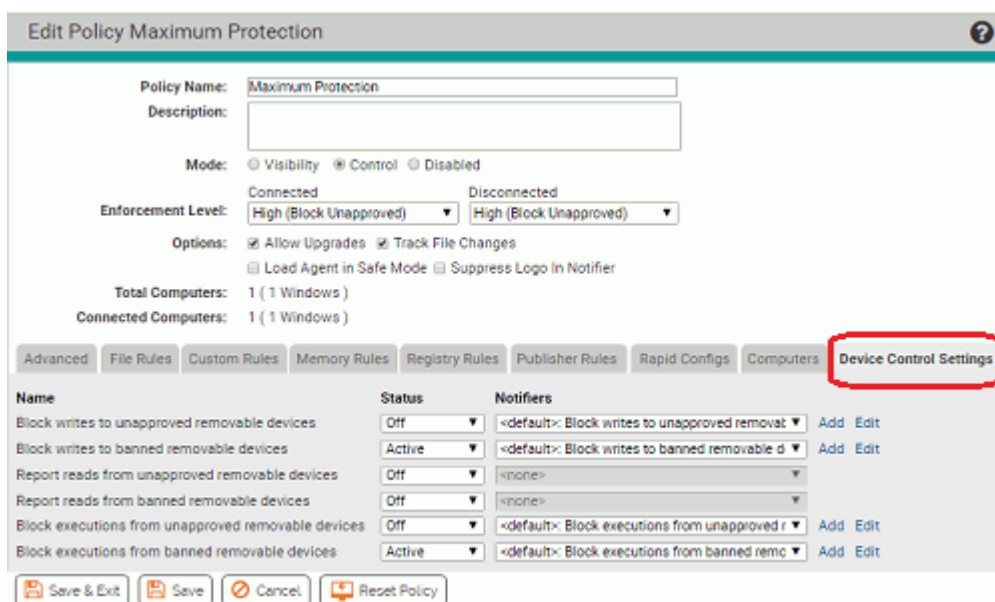 Edit Policy Maximum Protection
Policy Name: Maximum Protection
Description:
Mode: Visibility Control Disabled
Connected Disconnected
Enforcement Level: High (Block Unapproved) High (Block Unapproved)
Options: Allow Upgrades Track File Changes
Load Agent in Safe Mode Suppress Logo In Notifier
Total Computers: 1 ( 1 Windows )
Connected Computers: 1 ( 1 Windows )
Advanced File Rules Custom Rules Memory Rules Registry Rules Publisher Rules Rapid Configs Computers Device Control Settings
Name Status Notifiers
Block writes to unapproved removable devices Off <default>: Block writes to unapproved removat Add Edit
Block writes to banned removable devices Active <default>: Block writes to banned removable d Add Edit
Report reads from unapproved removable devices Off <none>
Report reads from banned removable devices Off <none>
Block executions from unapproved removable devices Off <default>: Block executions from unapproved r Add Edit
Block executions from banned removable devices Active <default>: Block executions from banned remc Add Edit
Save & Exit Save Cancel Reset Policy